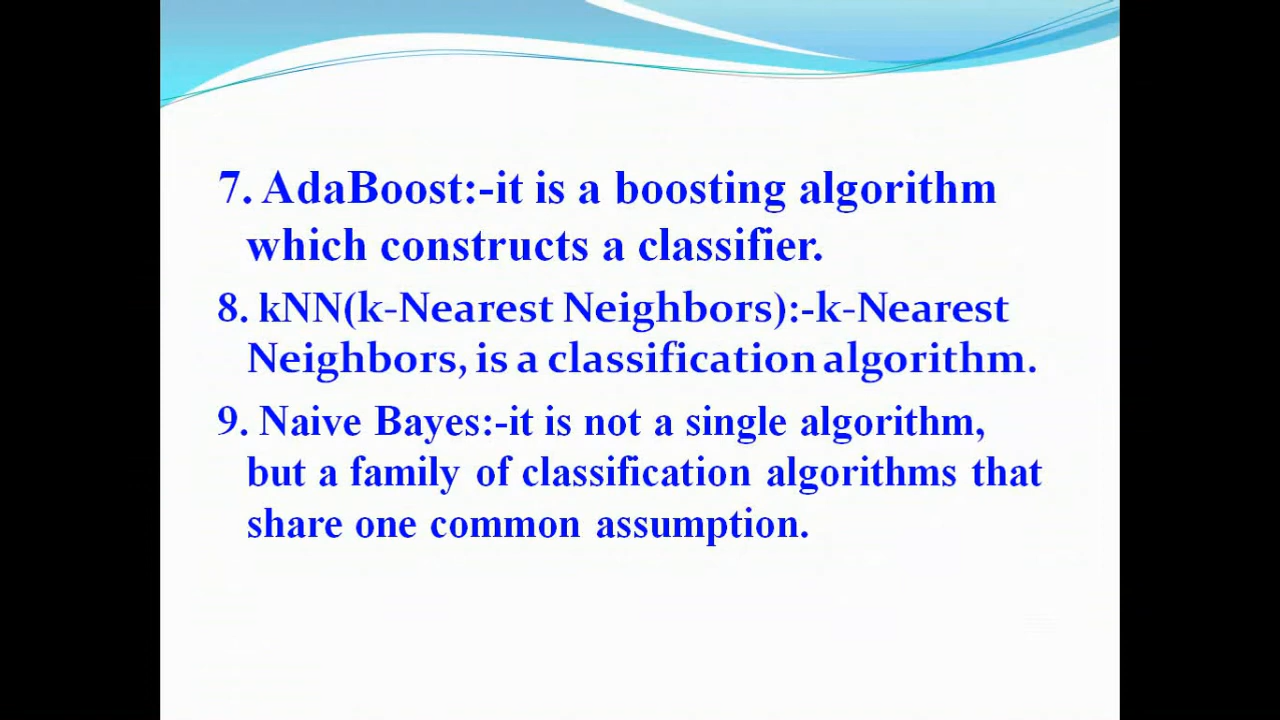 7. AdaBoost:-it is a boosting algorithm
which constructs a classifier.
8. kNN(k-Nearest Neighbors):-k-Nearest
Neighbors, is a classification algorithm.
9. Naive Bayes:-it is not a single algorithm,
but a family of classification algorithms that
share one common assumption.